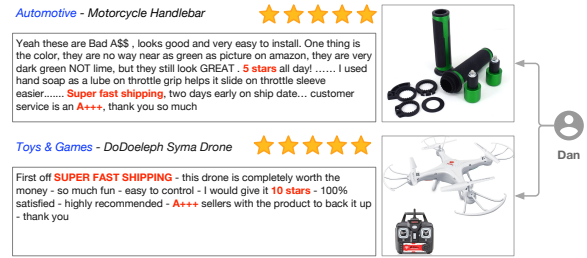 Automotive - Motorcycle Handlebar
Yeah these are Bad A$$ , looks good and very easy to install. One thing is
the color, they are no way near as green as picture on amazon, they are very
dark green NOT lime, but they still look GREAT . 5 stars all day! …… I used
hand soap as a lube on throttle grip helps it slide on throttle sleeve
easier....... Super fast shipping, two days early on ship date… customer
service is an A+++, thank you so much
Dan
Toys & Games - DoDoeleph Syma Drone
First off SUPER FAST SHIPPING - this drone is completely worth the
money - so much fun - easy to control - I would give it 10 stars - 100%
satisfied - highly recommended - A+++ sellers with the product to back it up
- thank you